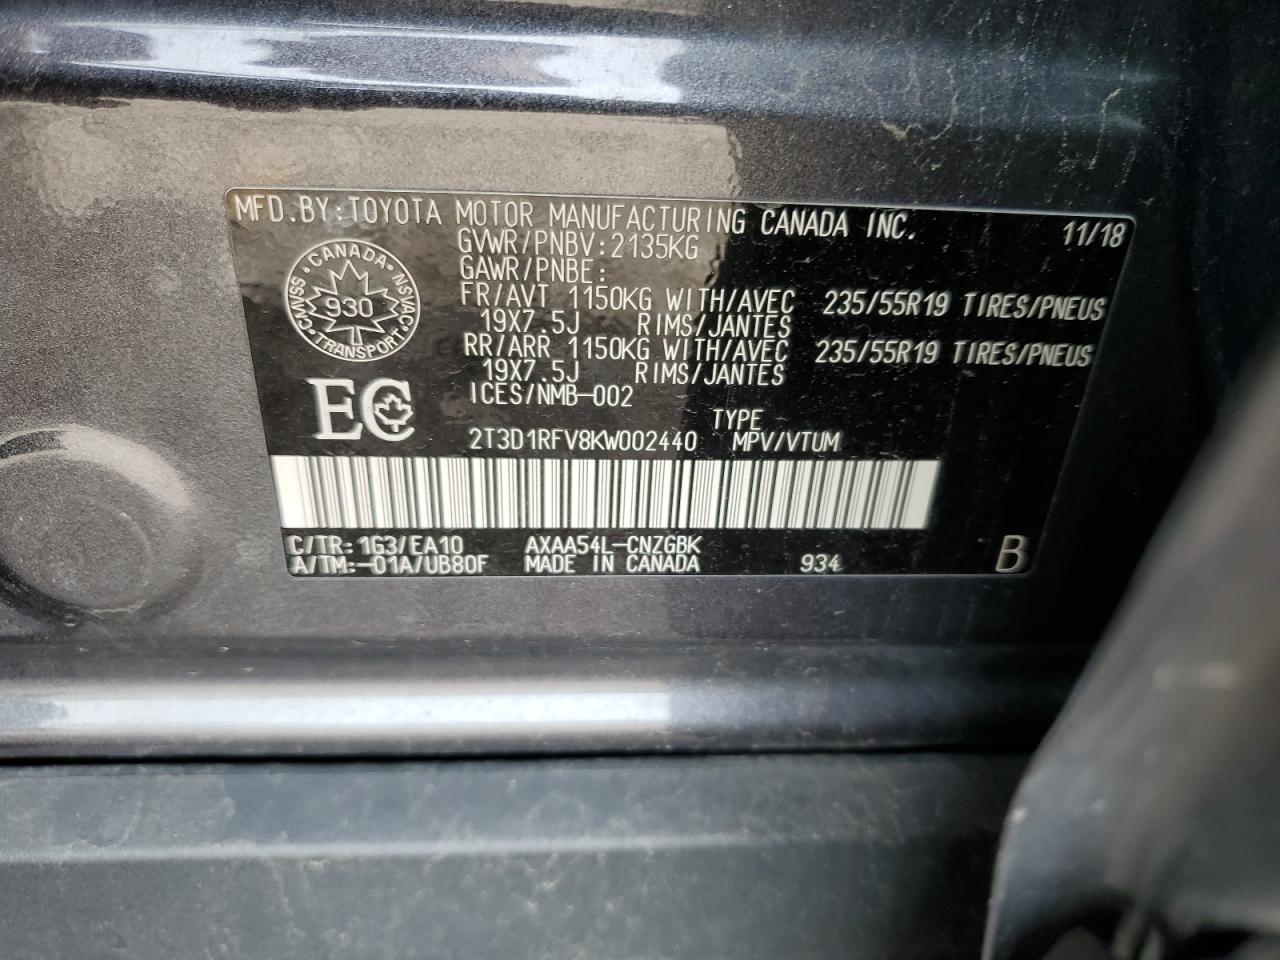 MFD.BY:TOYOTA MOTOR MANUFACTURING CANADA INC. 11/18
GVWR/PNBV:2135KG
GAWR/PNBE:
FR/AVT 1150KG WITH/AVEC 235/55R19 TIRES/PNEUS
19X7.5J RIMS/JANTES
RR/ARR 1150KG WITH/AVEC 235/55R19 TIRES/PNEUS
19X7.5J RIMS/JANTES
ICES/NMB-002
CANADA
CMVSS • NSVAC
930
TRANSPORT
EC
TYPE
2T3D1RFV8KW002440 MPV/VTUM
C/TR: 1G3/EA10 AXAA54L-CNZGBK
A/TM:-01A/UB80F MADE IN CANADA 934 B